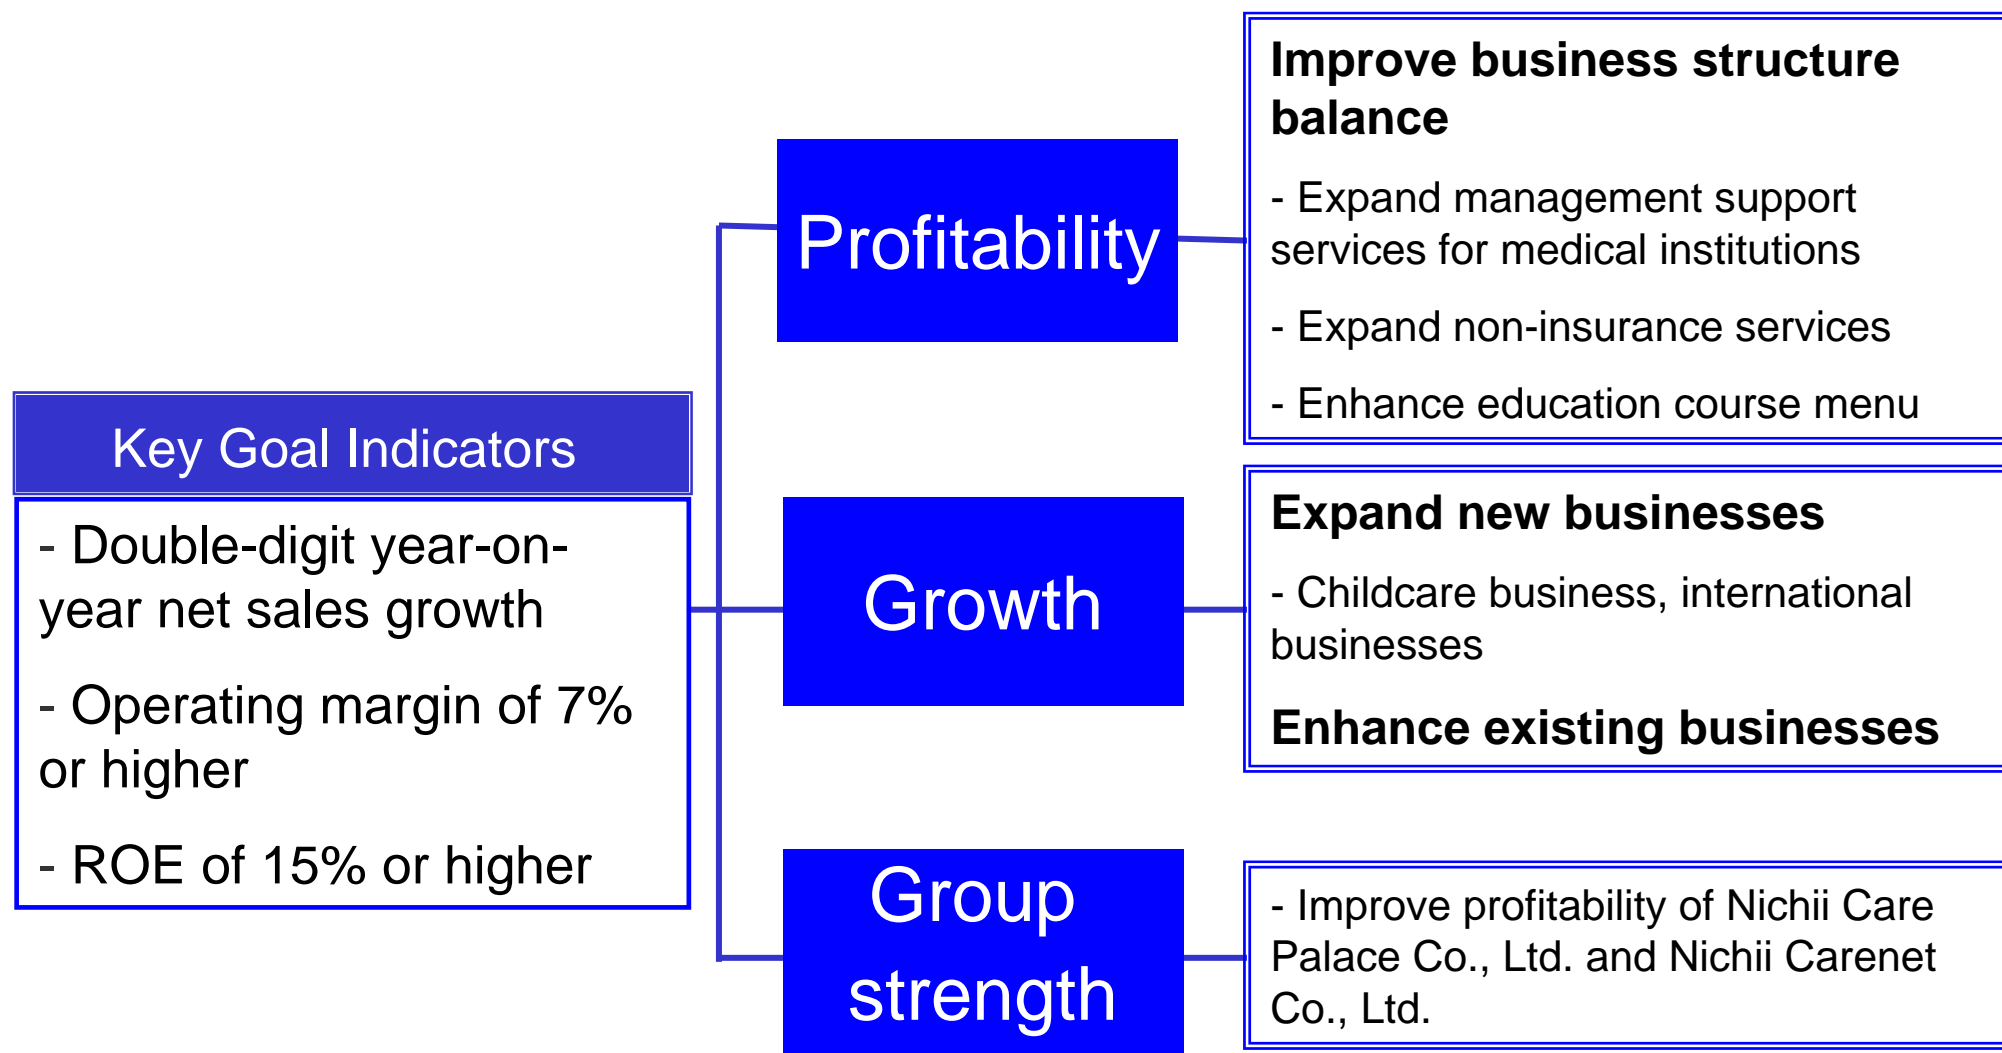 Key Goal Indicators
- Double-digit year-on-
year net sales growth
- Operating margin of 7%
or higher
- ROE of 15% or higher
Profitability
Improve business structure
balance
- Expand management support
services for medical institutions
- Expand non-insurance services
- Enhance education course menu
Growth
Expand new businesses
- Childcare business, international
businesses
Enhance existing businesses
Group
strength
- Improve profitability of Nichii Care
Palace Co., Ltd. and Nichii Carenet
Co., Ltd.